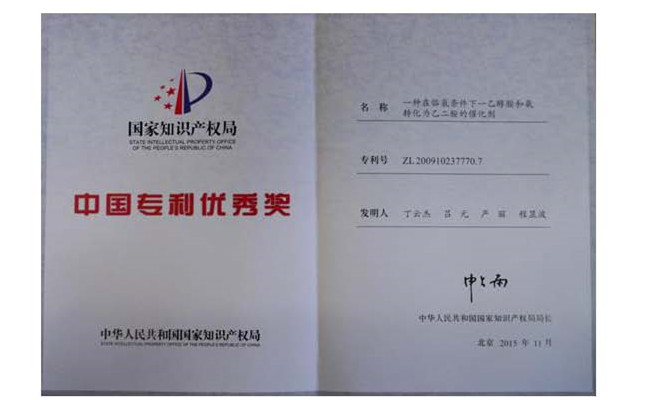 国家知识产权局
STATE INTELLECTUAL PROPERTY OFFICE
OF THE PEOPLE'S REPUBLIC OF CHINA
中国专利优秀奖
中华人民共和国国家知识产权局
STATE INTELLECTUAL PROPERTY OFFICE OF THE PEOPLE'S REPUBLIC OF CHINA
名 称 一种在临氨条件下一乙醇胺和氨
转化为乙二胺的催化剂
专利号 ZL200910237770.7
发明人 丁云杰 吕元 严丽 程显波
申长雨
中华人民共和国国家知识产权局局长
北京 2015 年 11 月